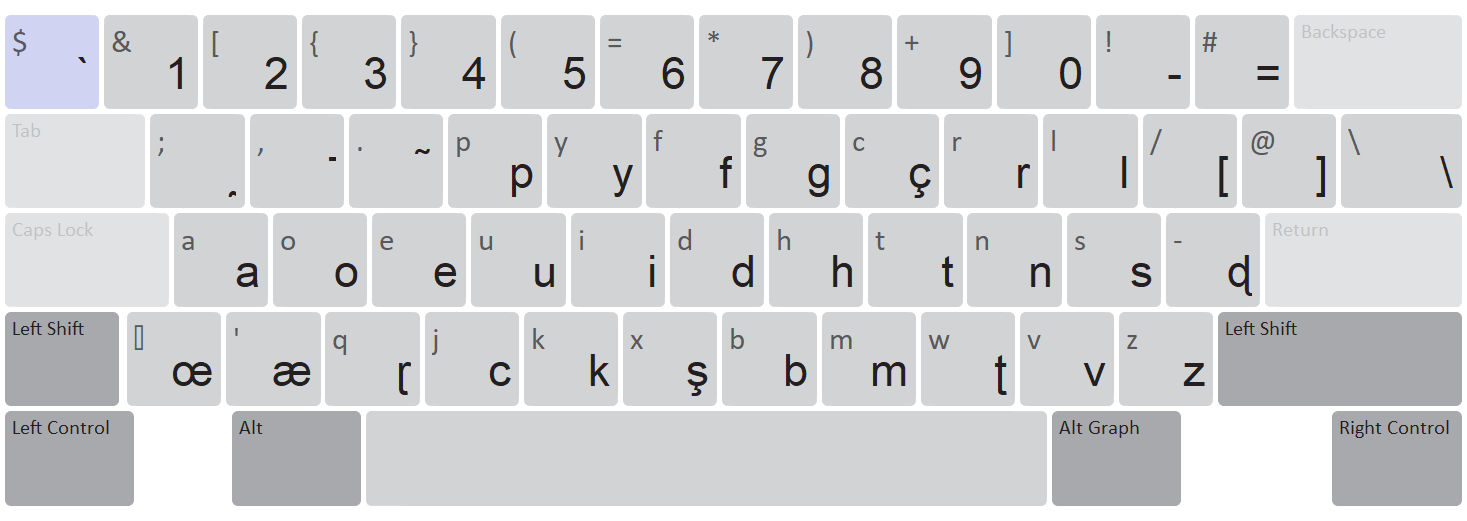 $ ` & 1 [ 2 { 3 } 4 ( 5 = 6 * 7 ) 8 + 9 ] 0 ! - # = Backspace
Tab ; , - . ~ p p y y f f g g c ç r r l l / [ @ ] \ \
Caps Lock a a o o e e u u i i d d h h t t n n s s - ɖ Return
Left Shift œ ' æ q ɽ j c k k x ş b b m m w ʈ v v z z Left Shift
Left Control Alt Alt Graph Right Control